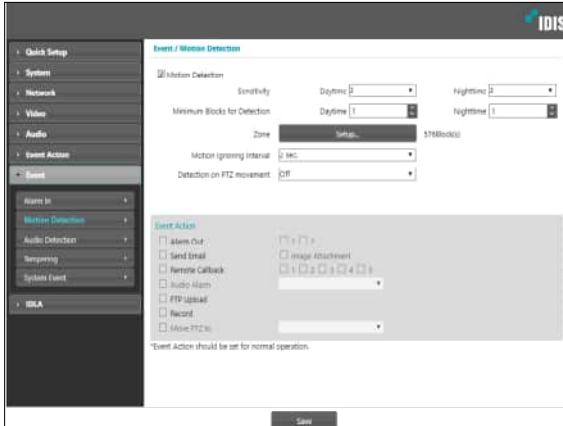 IDIS
Quick Setup
System
Network
Video
Audio
Event Action
Event
Alarm In
Motion Detection
Audio Detection
Tampering
System Event
IDLA
Event / Motion Detection
Motion Detection
Sensitivity Daytime 2 Nighttime 2
Minimum Blocks for Detection Daytime 1 Nighttime 1
Zone Setup... 576Block(s)
Motion Ignoring Interval 2 sec.
Detection on PTZ movement Off
Event Action
Alarm Out 1 2
Send Email Image Attachment
Remote Callback 1 2 3 4 5
Audio Alarm
FTP Upload
Record
Move PTZ to
*Event Action should be set for normal operation.
Save